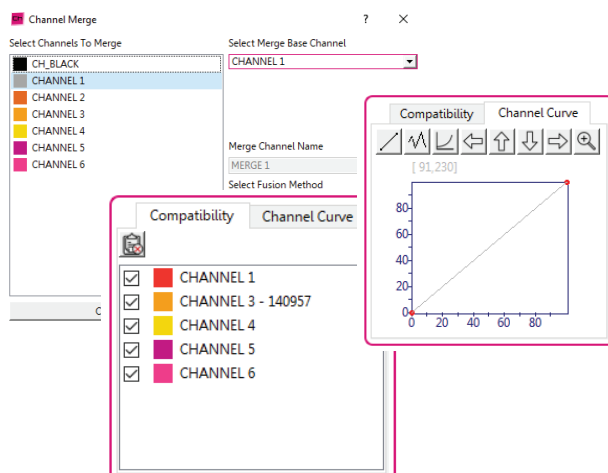 Ch Channel Merge ? ×
Select Channels To Merge
CH_BLACK
CHANNEL 1
CHANNEL 2
CHANNEL 3
CHANNEL 4
CHANNEL 5
CHANNEL 6
Select Merge Base Channel
CHANNEL 1
Merge Channel Name
MERGE 1
Select Fusion Method
Compatibility Channel Curve
[ 91,230]
80
60
40
20
0
0 20 40 60 80
Compatibility Channel Curve
CHANNEL 1
CHANNEL 3 - 140957
CHANNEL 4
CHANNEL 5
CHANNEL 6